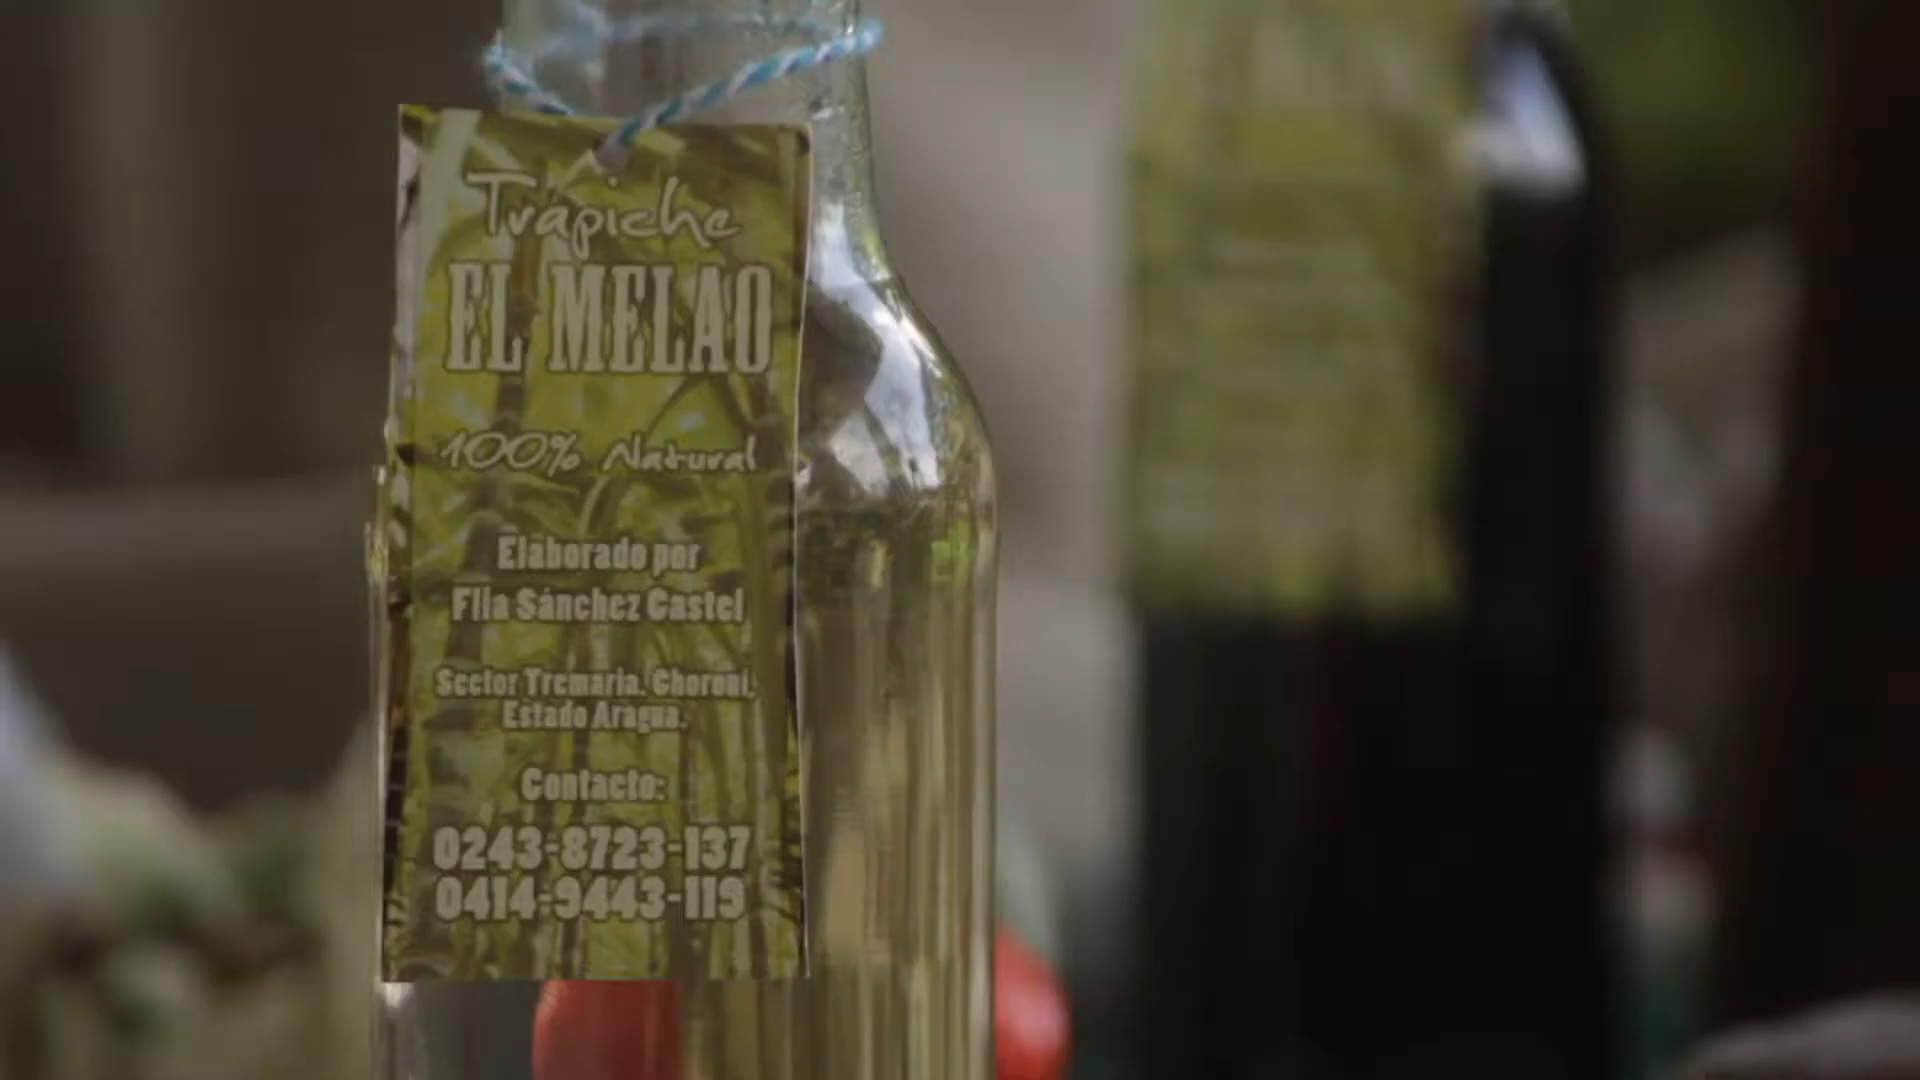 Trapiche
EL MELAO
100% Natural
Elaborado por
Flia Sánchez Castel
Sector Tremaria. Choroní,
Estado Aragua.
Contacto:
0243-8723-137
0414-9443-119